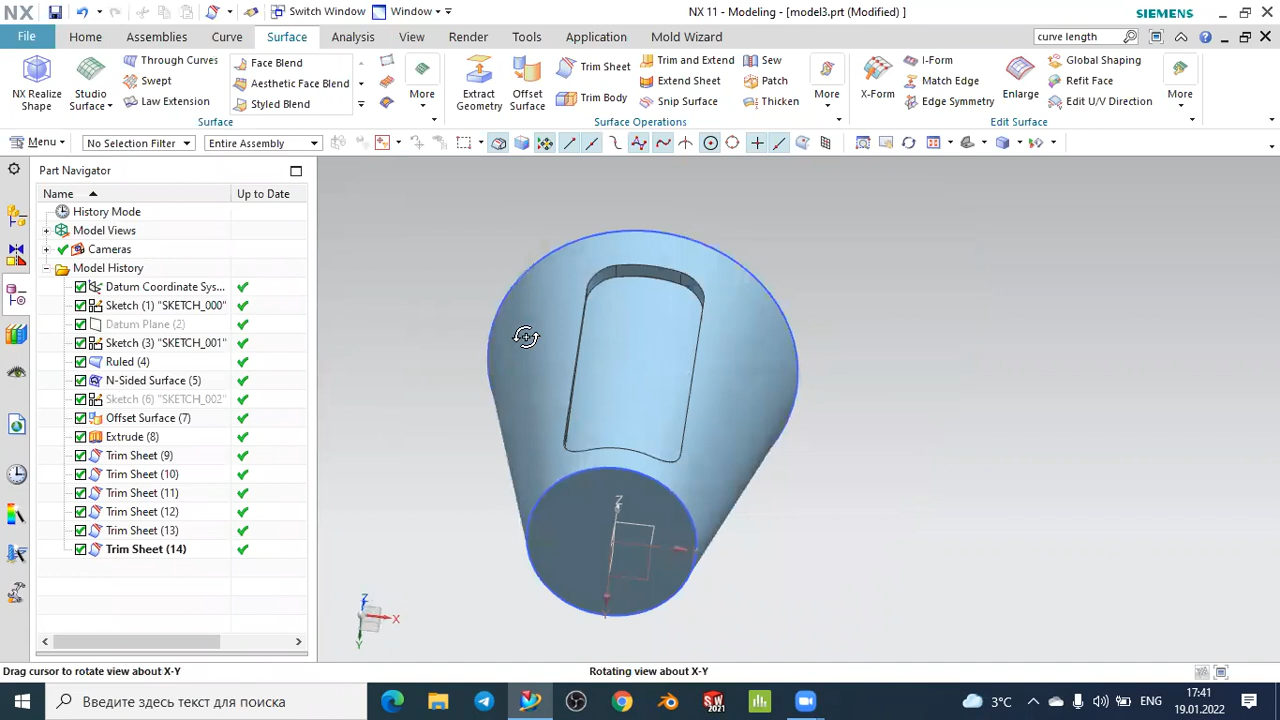 NX Switch Window Window NX 11 - Modeling - [model3.prt (Modified) ] SIEMENS
File Home Assemblies Curve Surface Analysis View Render Tools Application Mold Wizard curve length
NX Realize Shape Studio Surface Through Curves Swept Law Extension Face Blend Aesthetic Face Blend Styled Blend More Extract Geometry Offset Surface Trim Sheet Trim Body Trim and Extend Extend Sheet Snip Surface Sew Patch Thicken More X-Form I-Form Match Edge Edge Symmetry Enlarge Global Shaping Refit Face Edit U/V Direction More
Surface Surface Operations Edit Surface
Menu No Selection Filter Entire Assembly
Part Navigator
Name Up to Date
History Mode
Model Views
Cameras
Model History
Datum Coordinate Sys...
Sketch (1) "SKETCH_000"
Datum Plane (2)
Sketch (3) "SKETCH_001"
Ruled (4)
N-Sided Surface (5)
Sketch (6) "SKETCH_002"
Offset Surface (7)
Extrude (8)
Trim Sheet (9)
Trim Sheet (10)
Trim Sheet (11)
Trim Sheet (12)
Trim Sheet (13)
Trim Sheet (14)
Z
Z
X
Y
Drag cursor to rotate view about X-Y Rotating view about X-Y
Введите здесь текст для поиска SW 2021 3°C ENG 17:41
19.01.2022